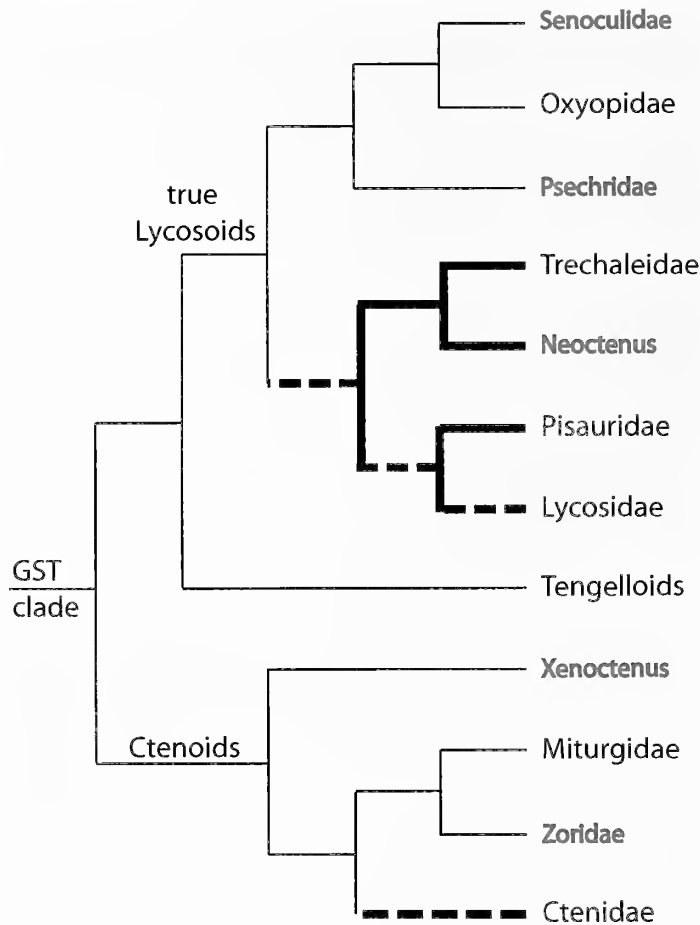 Senoculidae
Oxyopidae
Psechridae
true
Lycosoids
Trechaleidae
Neoctenus
Pisauridae
Lycosidae
GST
clade
Tengelloids
Xenoctenus
Ctenoids
Miturgidae
Zoridae
Ctenidae